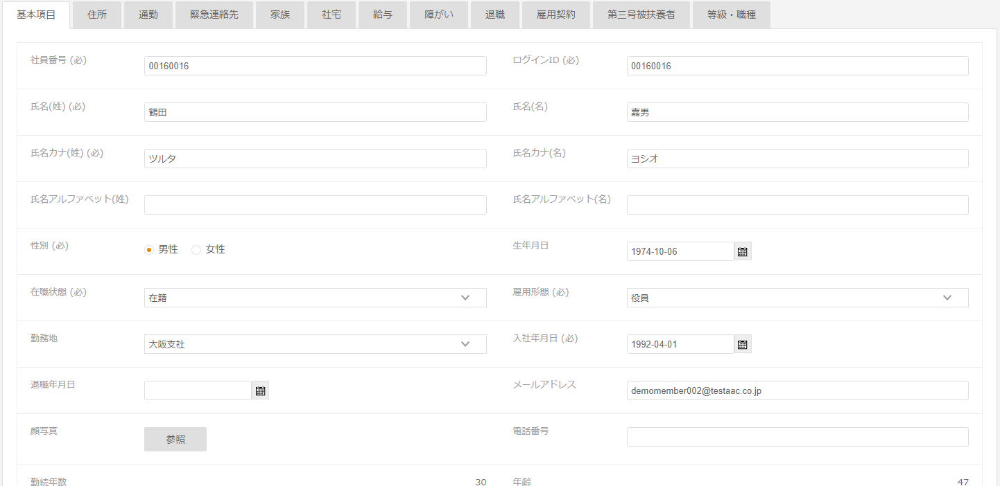 基本項目 住所 通勤 緊急連絡先 家族 社宅 給与 障がい 退職 雇用契約 第三号被扶養者 等級・職種
社員番号 (必) 00160016 ログインID (必) 00160016
氏名(姓) (必) 鶴田 氏名(名) 嘉男
氏名カナ(姓) (必) ツルタ 氏名カナ(名) ヨシオ
氏名アルファベット(姓) 氏名アルファベット(名)
性別 (必) 男性 女性 生年月日 1974-10-06
在職状態 (必) 在籍 雇用形態 (必) 役員
勤務地 大阪支社 入社年月日 (必) 1992-04-01
退職年月日 メールアドレス demomember002@testaac.co.jp
顔写真 参照 電話番号
勤続年数 30 年齢 47